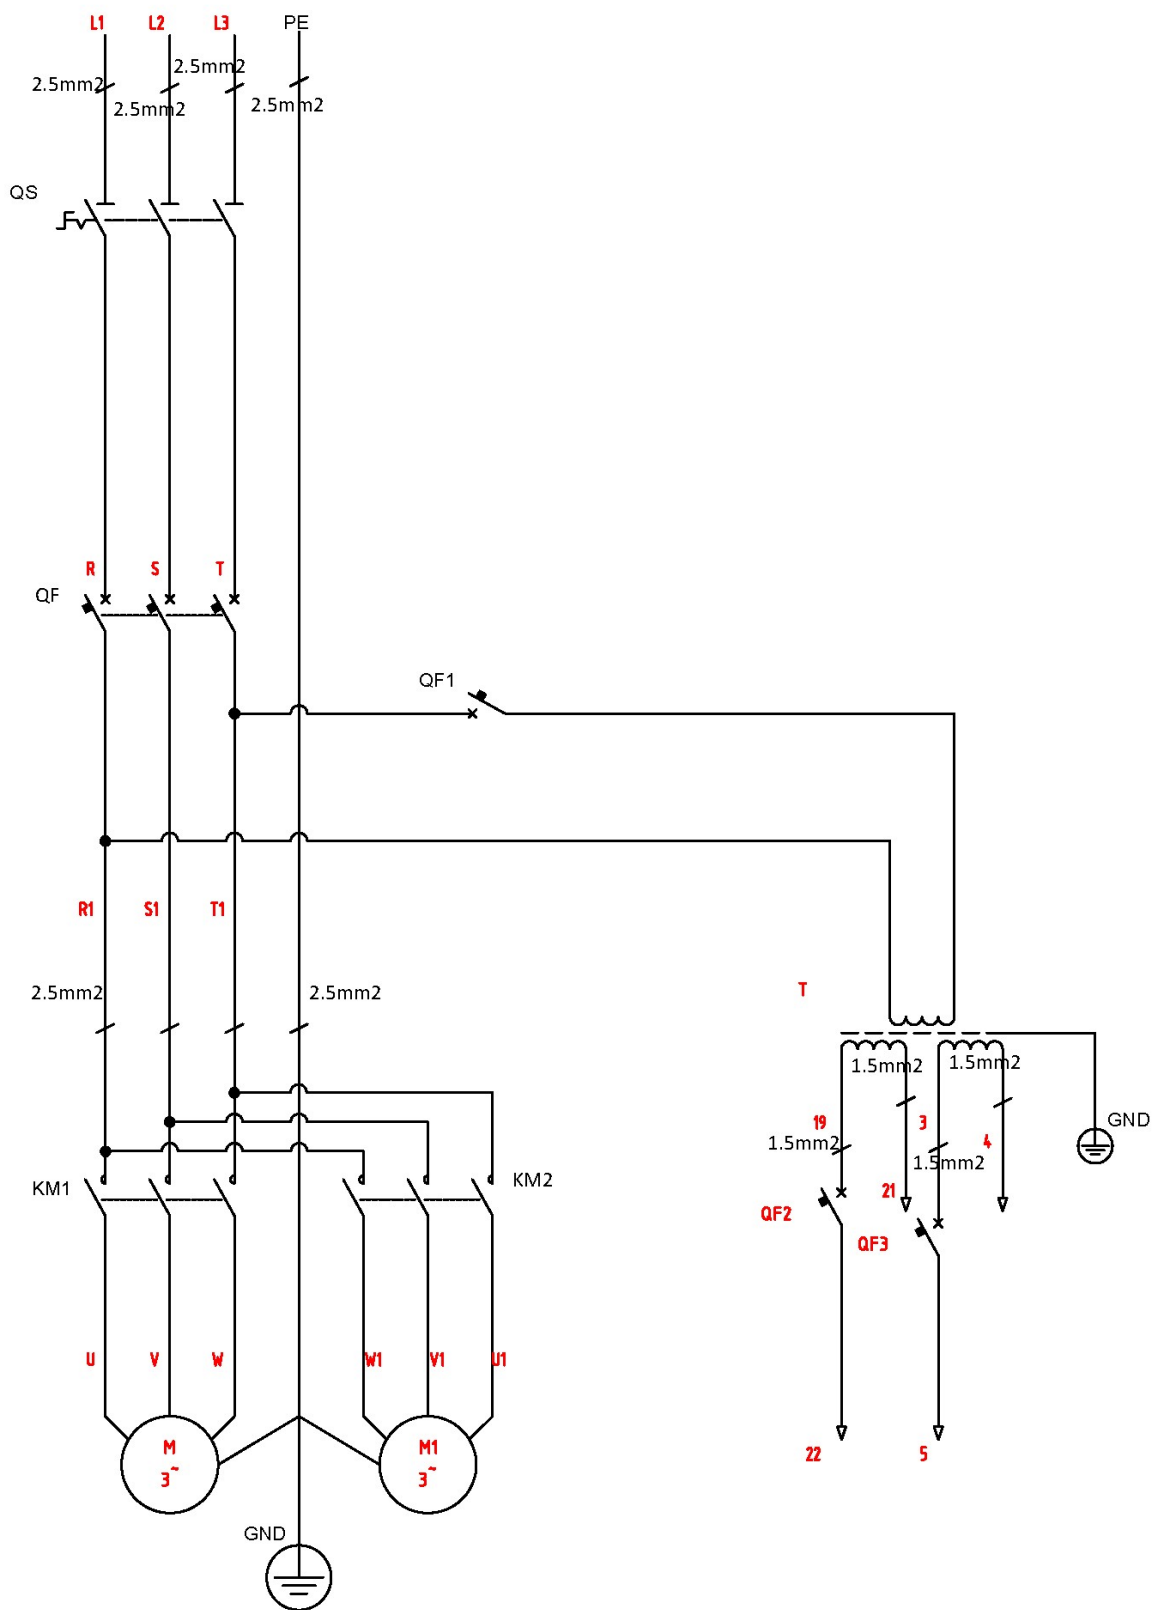 L1 L2 L3 PE
2.5mm2
2.5mm2
2.5mm2
2.5mm2
QS
R S T
QF
QF1
R1 S1 T1
T
2.5mm2
2.5mm2
1.5mm2
1.5mm2
19
3
4
GND
1.5mm2
1.5mm2
KM1
KM2
21
QF2
QF3
U V W W1 V1 U1
M
3~
M1
3~
22
5
GND